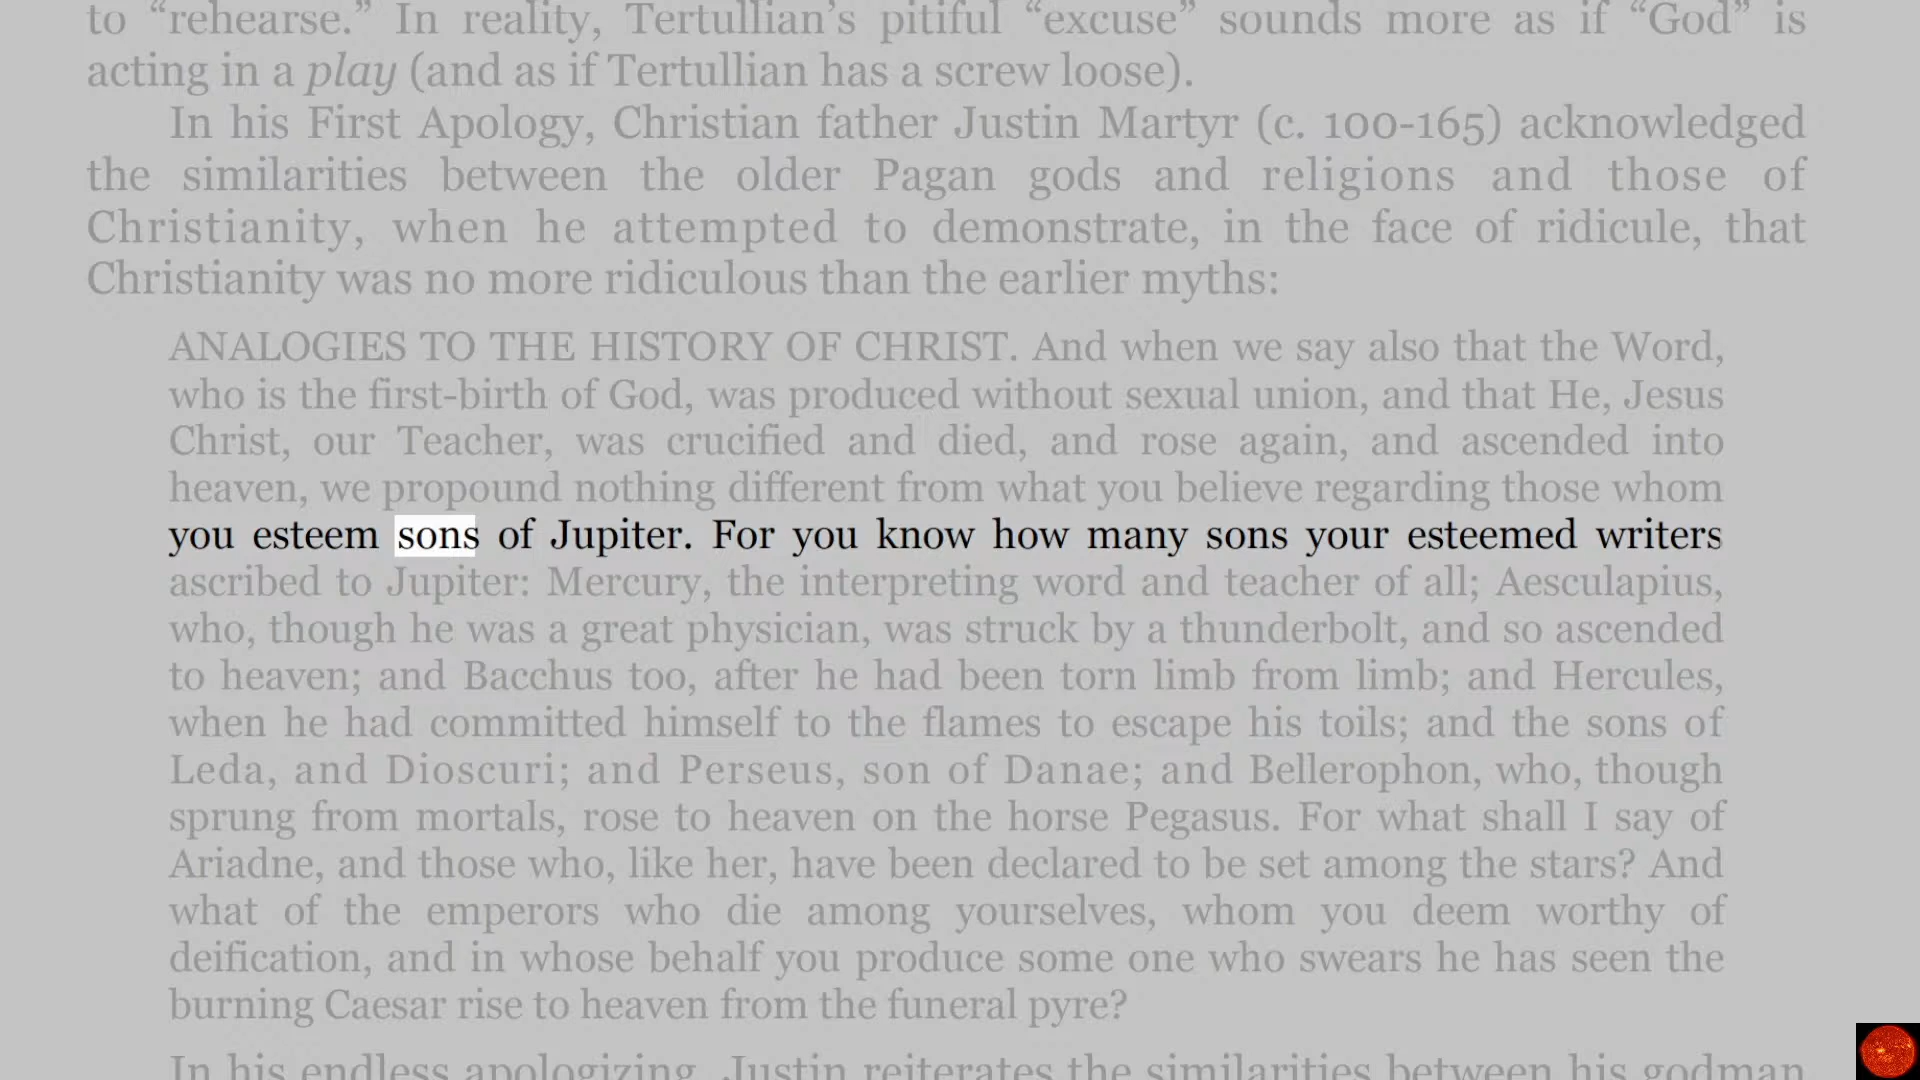 to “rehearse.” In reality, Tertullian’s pitiful “excuse” sounds more as if “God” is
acting in a play (and as if Tertullian has a screw loose).
In his First Apology, Christian father Justin Martyr (c. 100-165) acknowledged
the similarities between the older Pagan gods and religions and those of
Christianity, when he attempted to demonstrate, in the face of ridicule, that
Christianity was no more ridiculous than the earlier myths:
ANALOGIES TO THE HISTORY OF CHRIST. And when we say also that the Word,
who is the first-birth of God, was produced without sexual union, and that He, Jesus
Christ, our Teacher, was crucified and died, and rose again, and ascended into
heaven, we propound nothing different from what you believe regarding those whom
you esteem sons of Jupiter. For you know how many sons your esteemed writers
ascribed to Jupiter: Mercury, the interpreting word and teacher of all; Aesculapius,
who, though he was a great physician, was struck by a thunderbolt, and so ascended
to heaven; and Bacchus too, after he had been torn limb from limb; and Hercules,
when he had committed himself to the flames to escape his toils; and the sons of
Leda, and Dioscuri; and Perseus, son of Danae; and Bellerophon, who, though
sprung from mortals, rose to heaven on the horse Pegasus. For what shall I say of
Ariadne, and those who, like her, have been declared to be set among the stars? And
what of the emperors who die among yourselves, whom you deem worthy of
deification, and in whose behalf you produce some one who swears he has seen the
burning Caesar rise to heaven from the funeral pyre?
In his endless apologizing, Justin reiterates the similarities between his godman